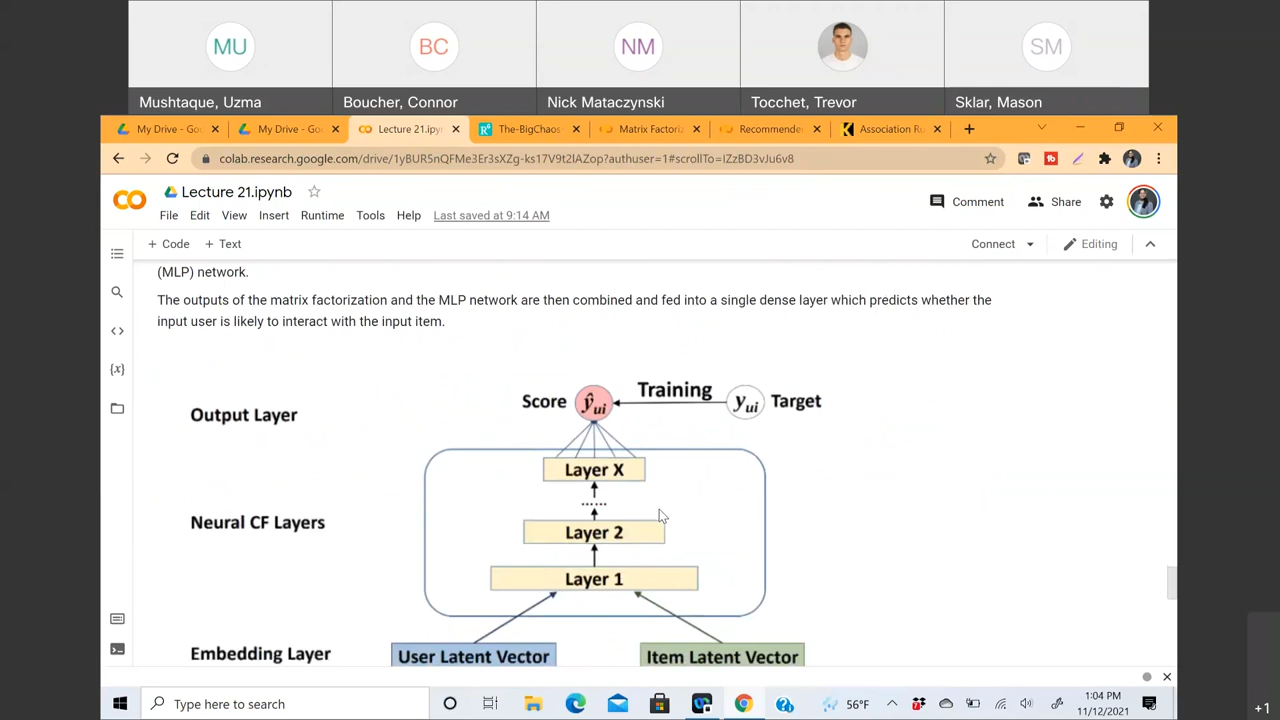 MU
BC
NM
SM
Mushtaque, Uzma
Boucher, Connor
Nick Mataczynski
Tocchet, Trevor
Sklar, Mason
My Drive - Goo
My Drive - Goo
Lecture 21.ipyn
The-BigChaos
Matrix Factoriz
Recommender
Association Ru
colab.research.google.com/drive/1yBUR5nQFMe3Er3sXZg-ks17V9t2lAZop?authuser=1#scrollTo=IZzBD3vJu6v8
Lecture 21.ipynb
Comment
Share
File Edit View Insert Runtime Tools Help Last saved at 9:14 AM
+ Code + Text
Connect
Editing
(MLP) network.
The outputs of the matrix factorization and the MLP network are then combined and fed into a single dense layer which predicts whether the
input user is likely to interact with the input item.
Output Layer
Score ŷui Training yui Target
Layer X
......
Neural CF Layers
Layer 2
Layer 1
Embedding Layer
User Latent Vector
Item Latent Vector
Type here to search
56°F
1:04 PM
11/12/2021
+1